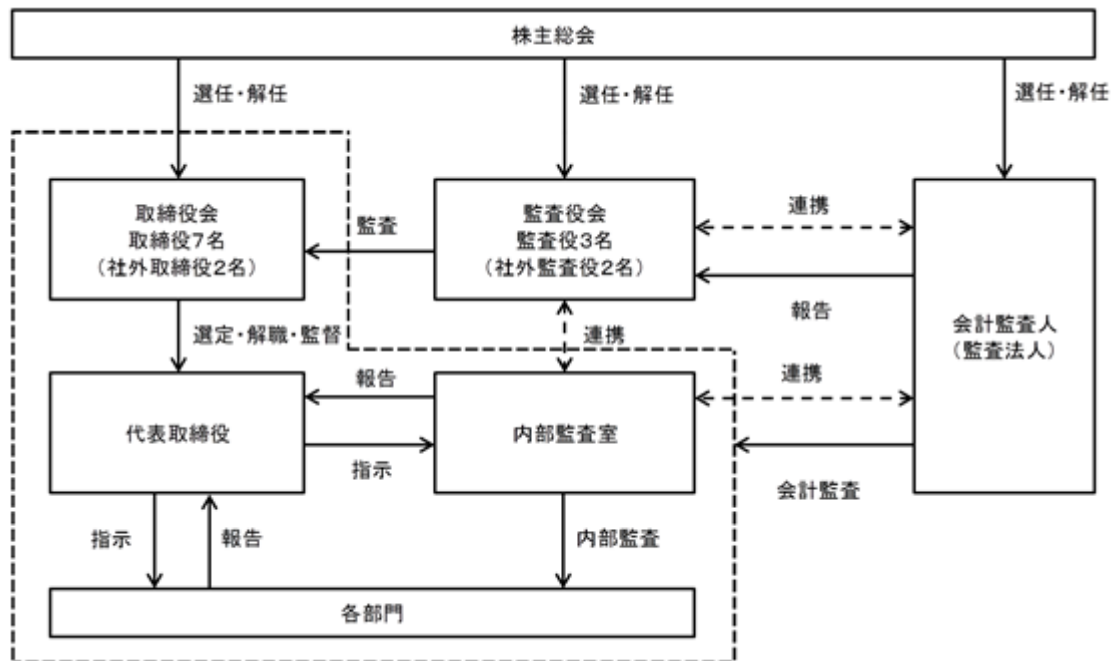 株主総会
選任・解任
選任・解任
選任・解任
取締役会
取締役7名
(社外取締役2名)
監査
監査役会
監査役3名
(社外監査役2名)
連携
報告
会計監査人
(監査法人)
選定・解職・監督
連携
連携
代表取締役
報告
指示
内部監査室
会計監査
指示
報告
内部監査
各部門